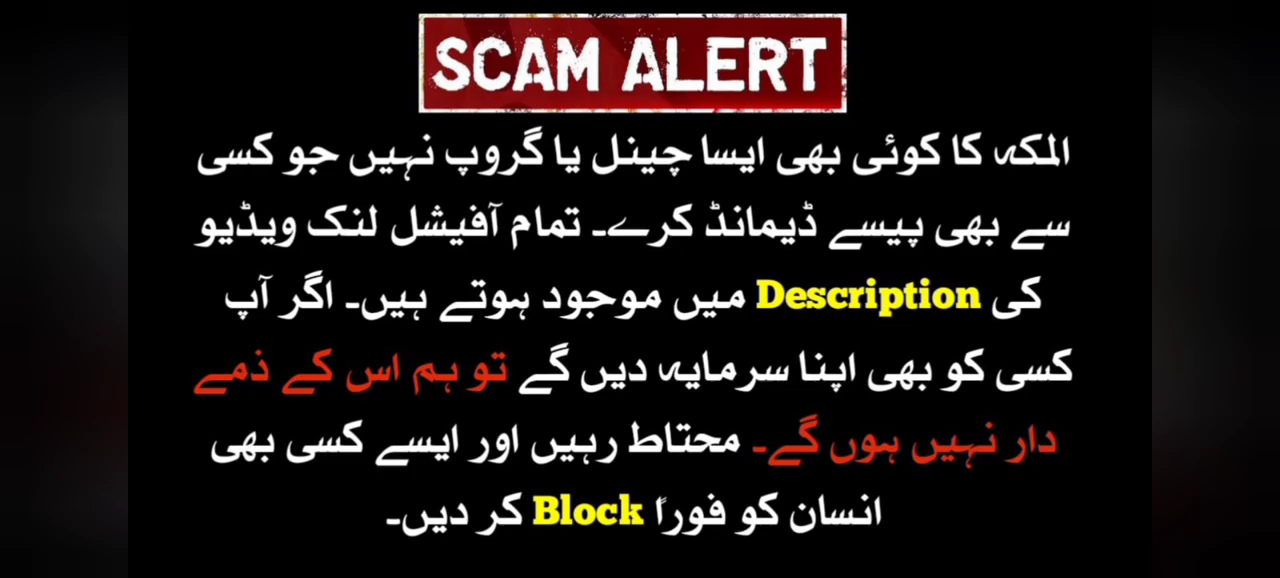 SCAM ALERT
المکہ کا کوئی بھی ایسا چینل یا گروپ نہیں جو کسی
سے بھی پیسے ڈیمانڈ کرے۔ تمام آفیشل لنک ویڈیو
کی Description میں موجود ہوتے ہیں۔ اگر آپ
کسی کو بھی اپنا سرمایہ دیں گے تو ہم اس کے ذمے
دار نہیں ہوں گے۔ محتاط رہیں اور ایسے کسی بھی
انسان کو فوراً Block کر دیں۔